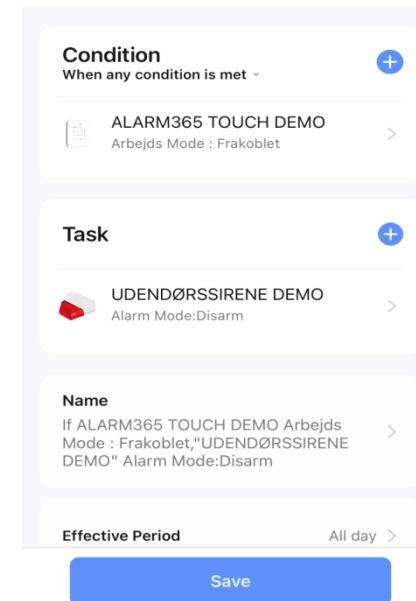 Condition
When any condition is met
ALARM365 TOUCH DEMO
Arbejds Mode : Frakoblet
Task
UDENDØRSSIRENE DEMO
Alarm Mode:Disarm
Name
If ALARM365 TOUCH DEMO Arbejds
Mode : Frakoblet,"UDENDØRSSIRENE
DEMO" Alarm Mode:Disarm
Effective Period All day
Save